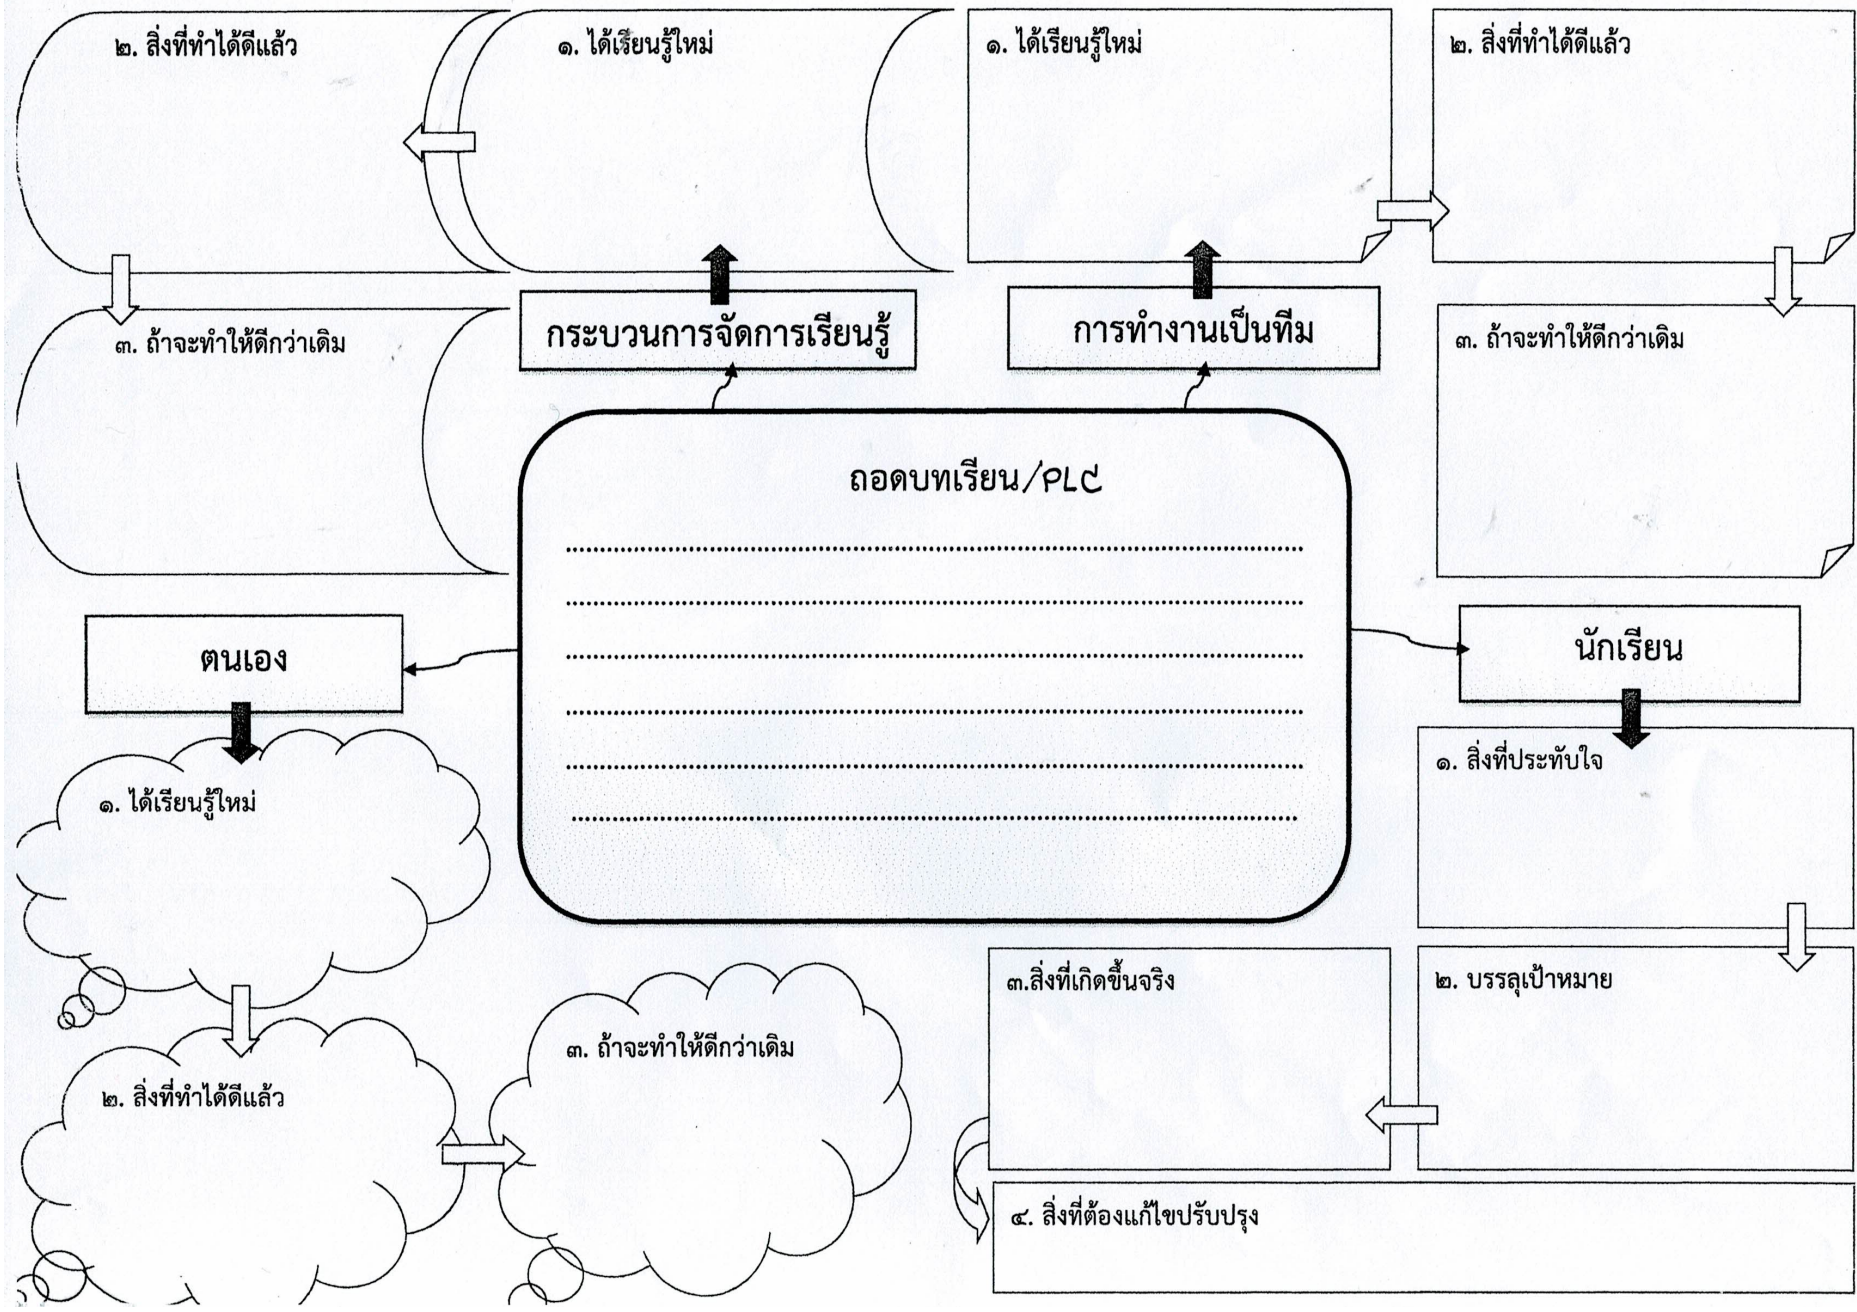 ๒. สิ่งที่ทำได้ดีแล้ว
๑. ได้เรียนรู้ใหม่
๑. ได้เรียนรู้ใหม่
๒. สิ่งที่ทำได้ดีแล้ว
๓. ถ้าจะทำให้ดีกว่าเดิม
กระบวนการจัดการเรียนรู้
การทำงานเป็นทีม
๓. ถ้าจะทำให้ดีกว่าเดิม
ถอดบทเรียน/PLC
ตนเอง
นักเรียน
๑. ได้เรียนรู้ใหม่
๑. สิ่งที่ประทับใจ
๒. สิ่งที่ทำได้ดีแล้ว
๓. ถ้าจะทำให้ดีกว่าเดิม
๓.สิ่งที่เกิดขึ้นจริง
๒. บรรลุเป้าหมาย
๔. สิ่งที่ต้องแก้ไขปรับปรุง